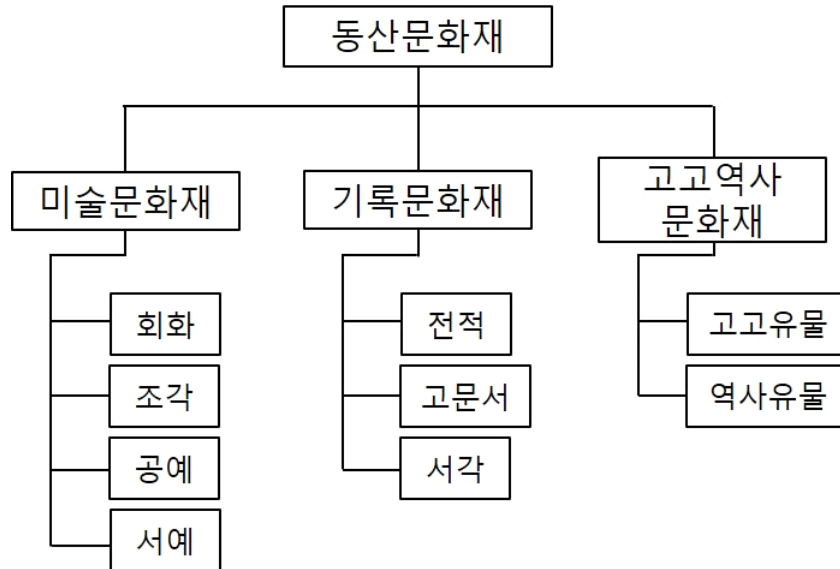 동산문화재
미술문화재
기록문화재
고고역사
문화재
회화
조각
공예
서예
전적
고문서
서각
고고유물
역사유물